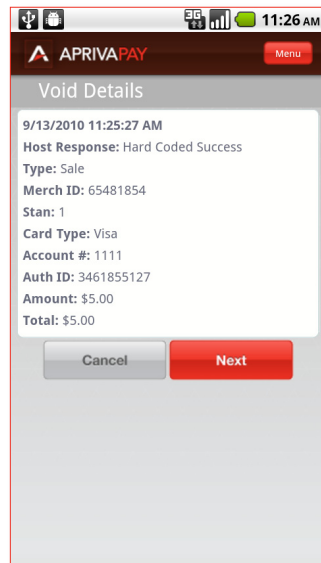 3G
11:26 AM
APRIVAPAY
Menu
Void Details
9/13/2010 11:25:27 AM
Host Response: Hard Coded Success
Type: Sale
Merch ID: 65481854
Stan: 1
Card Type: Visa
Account #: 1111
Auth ID: 3461855127
Amount: $5.00
Total: $5.00
Cancel
Next